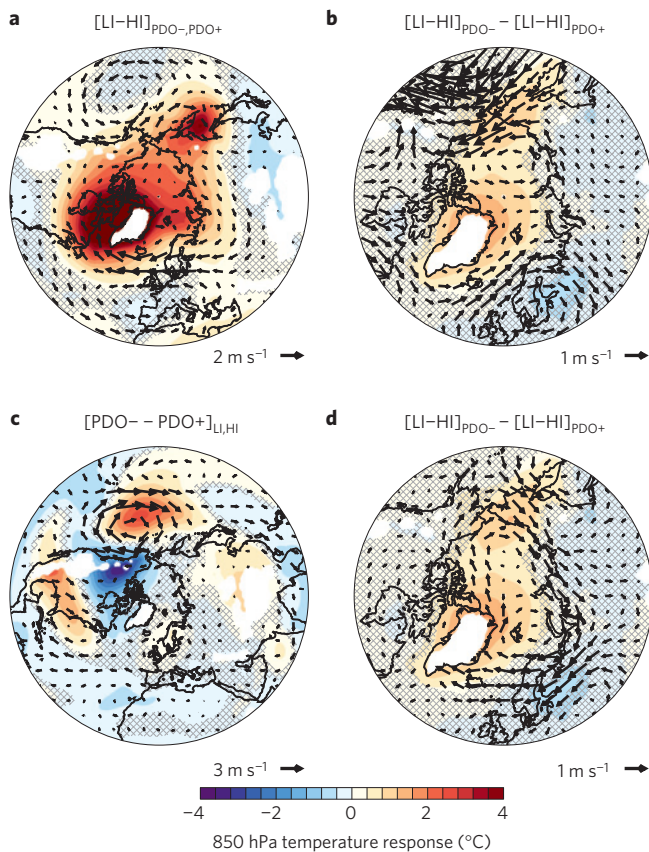 a [LI–HI]PDO–,PDO+
b [LI–HI]PDO– – [LI–HI]PDO+
2 m s–1
1 m s–1
c [PDO– – PDO+]LI,HI
d [LI–HI]PDO– – [LI–HI]PDO+
3 m s–1
1 m s–1
–4 –2 0 2 4
850 hPa temperature response (°C)